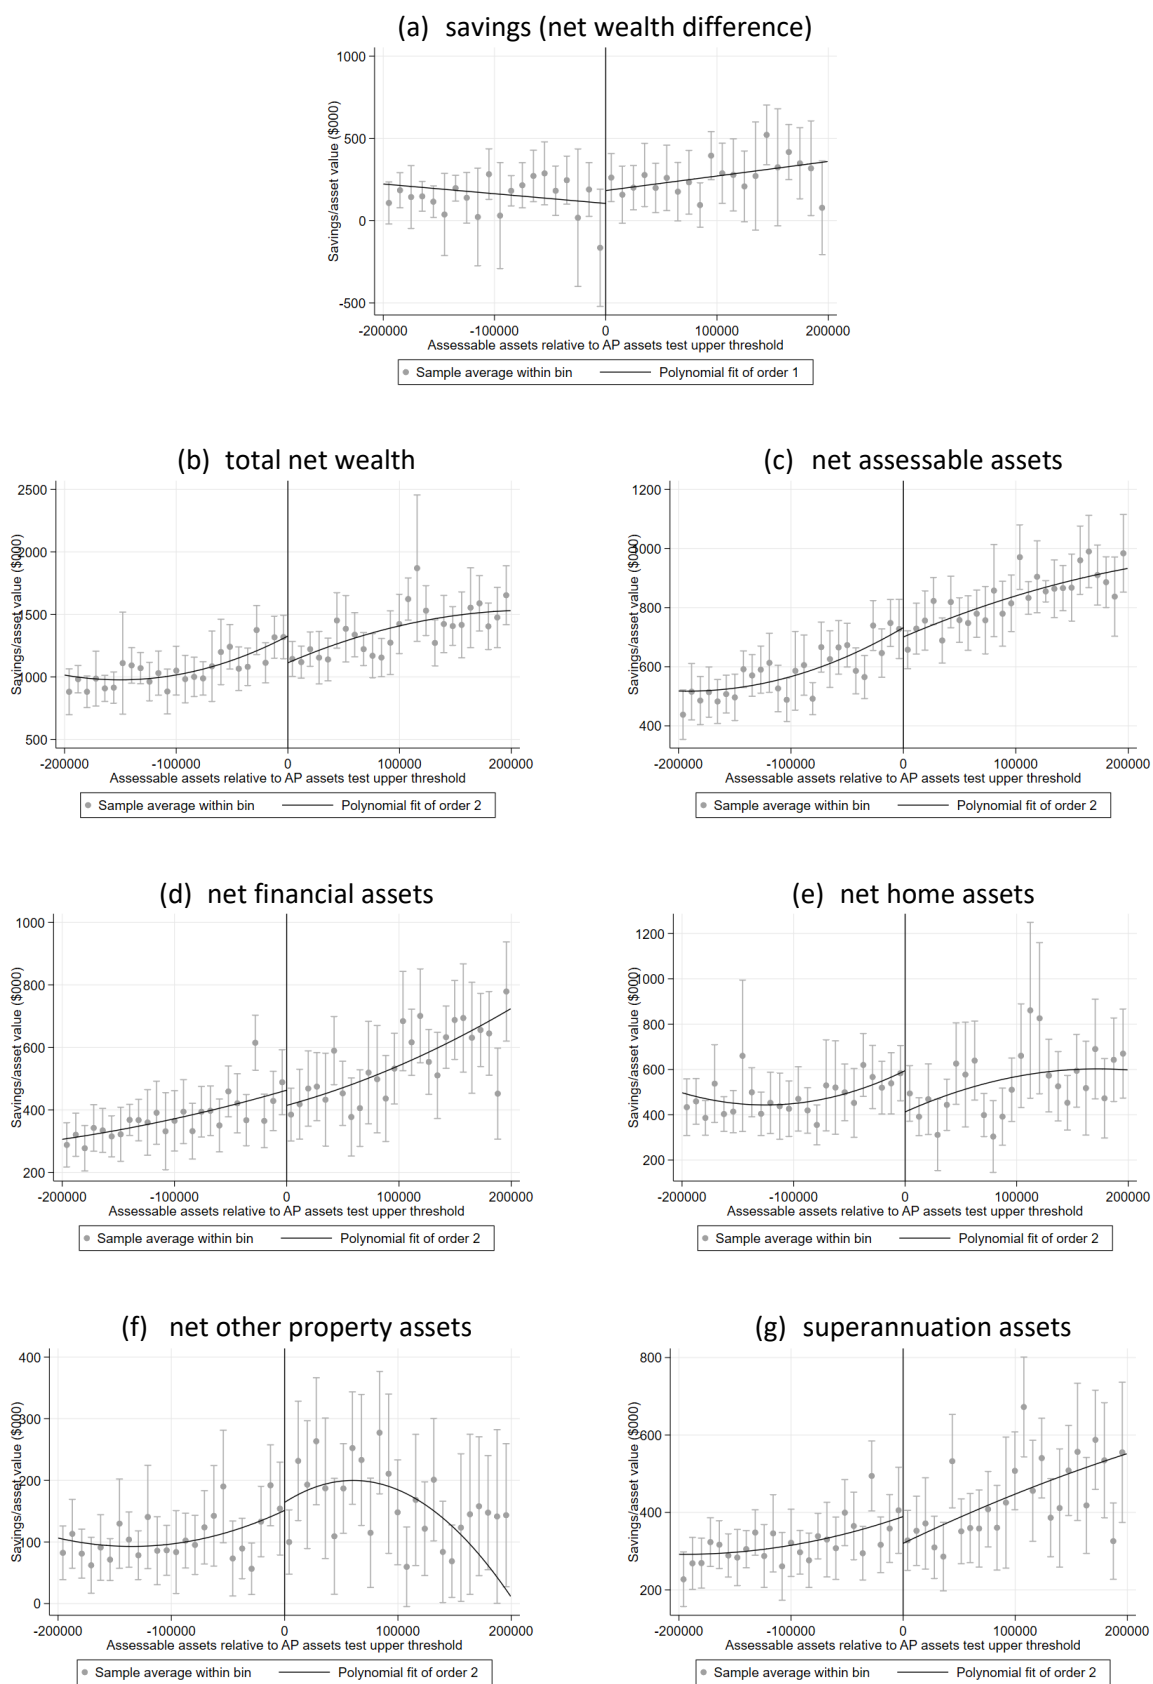 (a) savings (net wealth difference)
Savings/asset value ($000)
1000
500
0
-500
-200000 -100000 0 100000 200000
Assessable assets relative to AP assets test upper threshold
Sample average within bin Polynomial fit of order 1
(b) total net wealth
Savings/asset value ($000)
2500
2000
1500
1000
500
-200000 -100000 0 100000 200000
Assessable assets relative to AP assets test upper threshold
Sample average within bin Polynomial fit of order 2
(c) net assessable assets
Savings/asset value ($000)
1200
1000
800
600
400
-200000 -100000 0 100000 200000
Assessable assets relative to AP assets test upper threshold
Sample average within bin Polynomial fit of order 2
(d) net financial assets
Savings/asset value ($000)
1000
800
600
400
200
-200000 -100000 0 100000 200000
Assessable assets relative to AP assets test upper threshold
Sample average within bin Polynomial fit of order 2
(e) net home assets
Savings/asset value ($000)
1200
1000
800
600
400
200
-200000 -100000 0 100000 200000
Assessable assets relative to AP assets test upper threshold
Sample average within bin Polynomial fit of order 2
(f) net other property assets
Savings/asset value ($000)
400
300
200
100
0
-200000 -100000 0 100000 200000
Assessable assets relative to AP assets test upper threshold
Sample average within bin Polynomial fit of order 2
(g) superannuation assets
Savings/asset value ($000)
800
600
400
200
-200000 -100000 0 100000 200000
Assessable assets relative to AP assets test upper threshold
Sample average within bin Polynomial fit of order 2